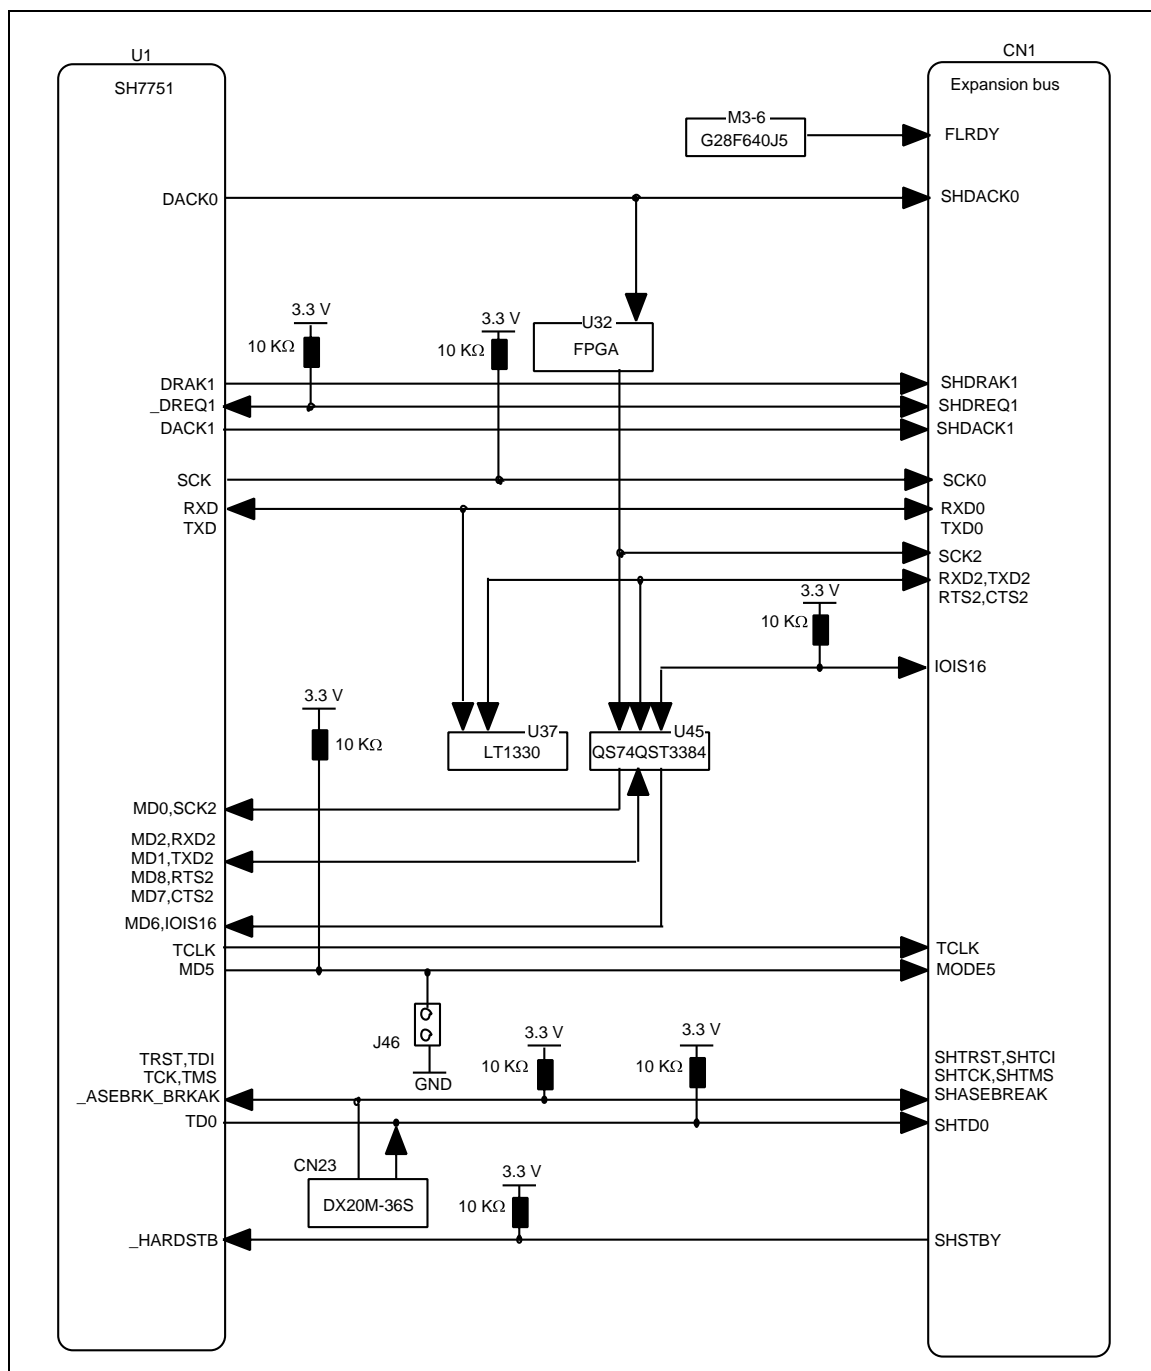 U1
CN1
SH7751
Expansion bus
M3-6
G28F640J5
FLRDY
DACK0
SHDACK0
3.3 V
10 KΩ
3.3 V
10 KΩ
U32
FPGA
DRAK1
SHDRAK1
_DREQ1
SHDREQ1
DACK1
SHDACK1
SCK
SCK0
RXD
RXD0
TXD
TXD0
SCK2
RXD2,TXD2
RTS2,CTS2
3.3 V
10 KΩ
IOIS16
3.3 V
10 KΩ
U37
LT1330
U45
QS74QST3384
MD0,SCK2
MD2,RXD2
MD1,TXD2
MD8,RTS2
MD7,CTS2
MD6,IOIS16
TCLK
TCLK
MD5
MODE5
J46
GND
3.3 V
10 KΩ
3.3 V
10 KΩ
TRST,TDI
TCK,TMS
_ASEBRK_BRKAK
SHTRST,SHTCI
SHTCK,SHTMS
SHASEBREAK
TD0
SHTD0
CN23
DX20M-36S
3.3 V
10 KΩ
_HARDSTB
SHSTBY